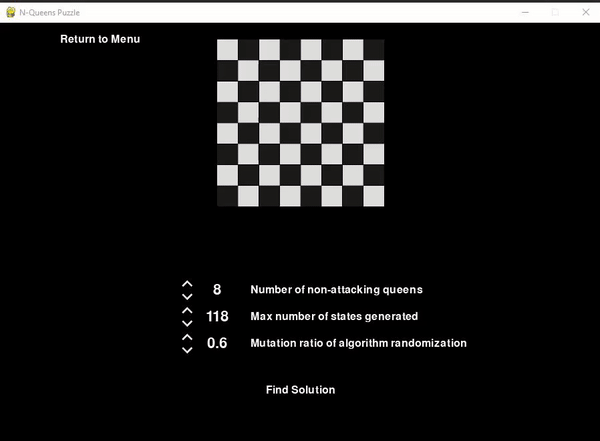 N-Queens Puzzle
Return to Menu
8 Number of non-attacking queens
118 Max number of states generated
0.6 Mutation ratio of algorithm randomization
Find Solution